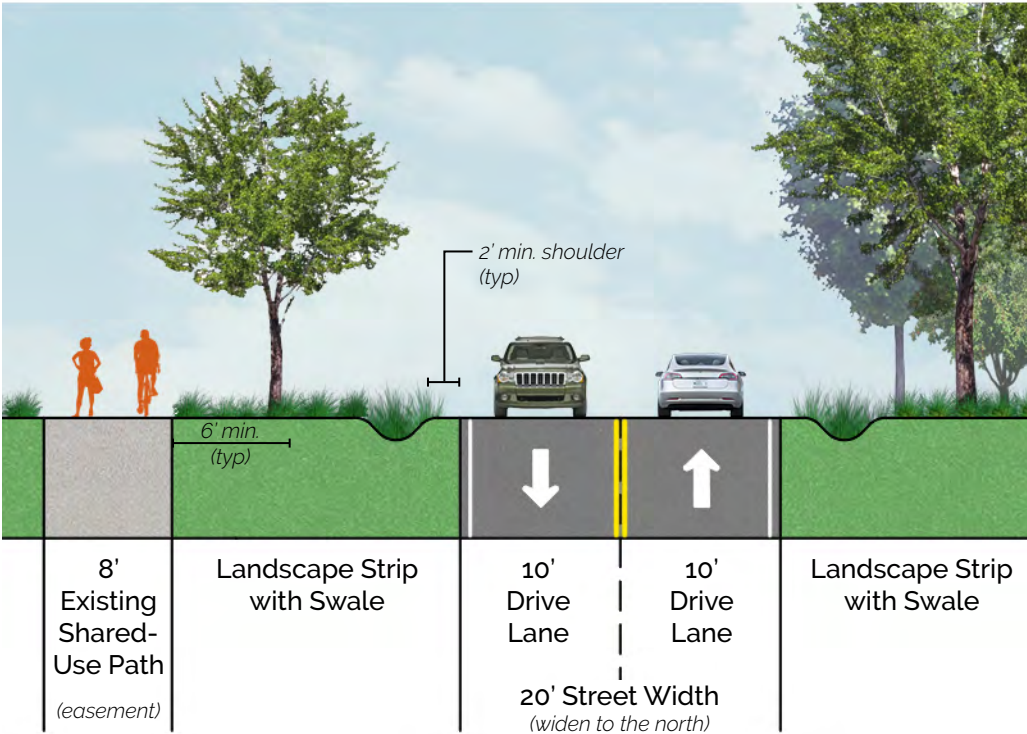 2’ min. shoulder
(typ)
6’ min.
(typ)
8’
Existing
Shared-
Use Path
(easement)
Landscape Strip
with Swale
10’
Drive
Lane
10’
Drive
Lane
20’ Street Width
(widen to the north)
Landscape Strip
with Swale